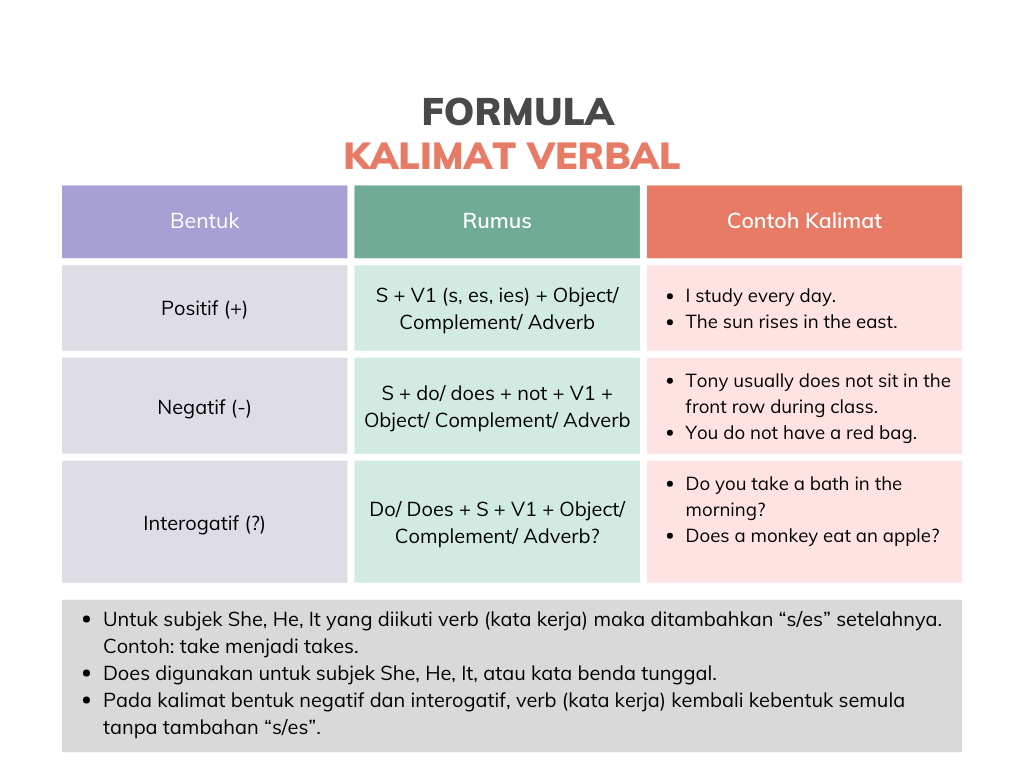 FORMULA
KALIMAT VERBAL
Bentuk
Rumus
Contoh Kalimat
Positif (+)
S + V1 (s, es, ies) + Object/
Complement/ Adverb
• I study every day.
• The sun rises in the east.
Negatif (-)
S + do/ does + not + V1 +
Object/ Complement/ Adverb
• Tony usually does not sit in the
front row during class.
• You do not have a red bag.
Interogatif (?)
Do/ Does + S + V1 + Object/
Complement/ Adverb?
• Do you take a bath in the
morning?
• Does a monkey eat an apple?
• Untuk subjek She, He, It yang diikuti verb (kata kerja) maka ditambahkan “s/es” setelahnya.
Contoh: take menjadi takes.
• Does digunakan untuk subjek She, He, It, atau kata benda tunggal.
• Pada kalimat bentuk negatif dan interogatif, verb (kata kerja) kembali kebentuk semula
tanpa tambahan “s/es”.